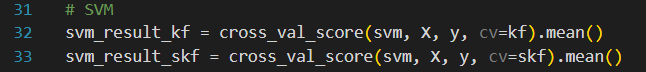 31 # SVM
32 svm_result_kf = cross_val_score(svm, X, y, cv=kf).mean()
33 svm_result_skf = cross_val_score(svm, X, y, cv=skf).mean()